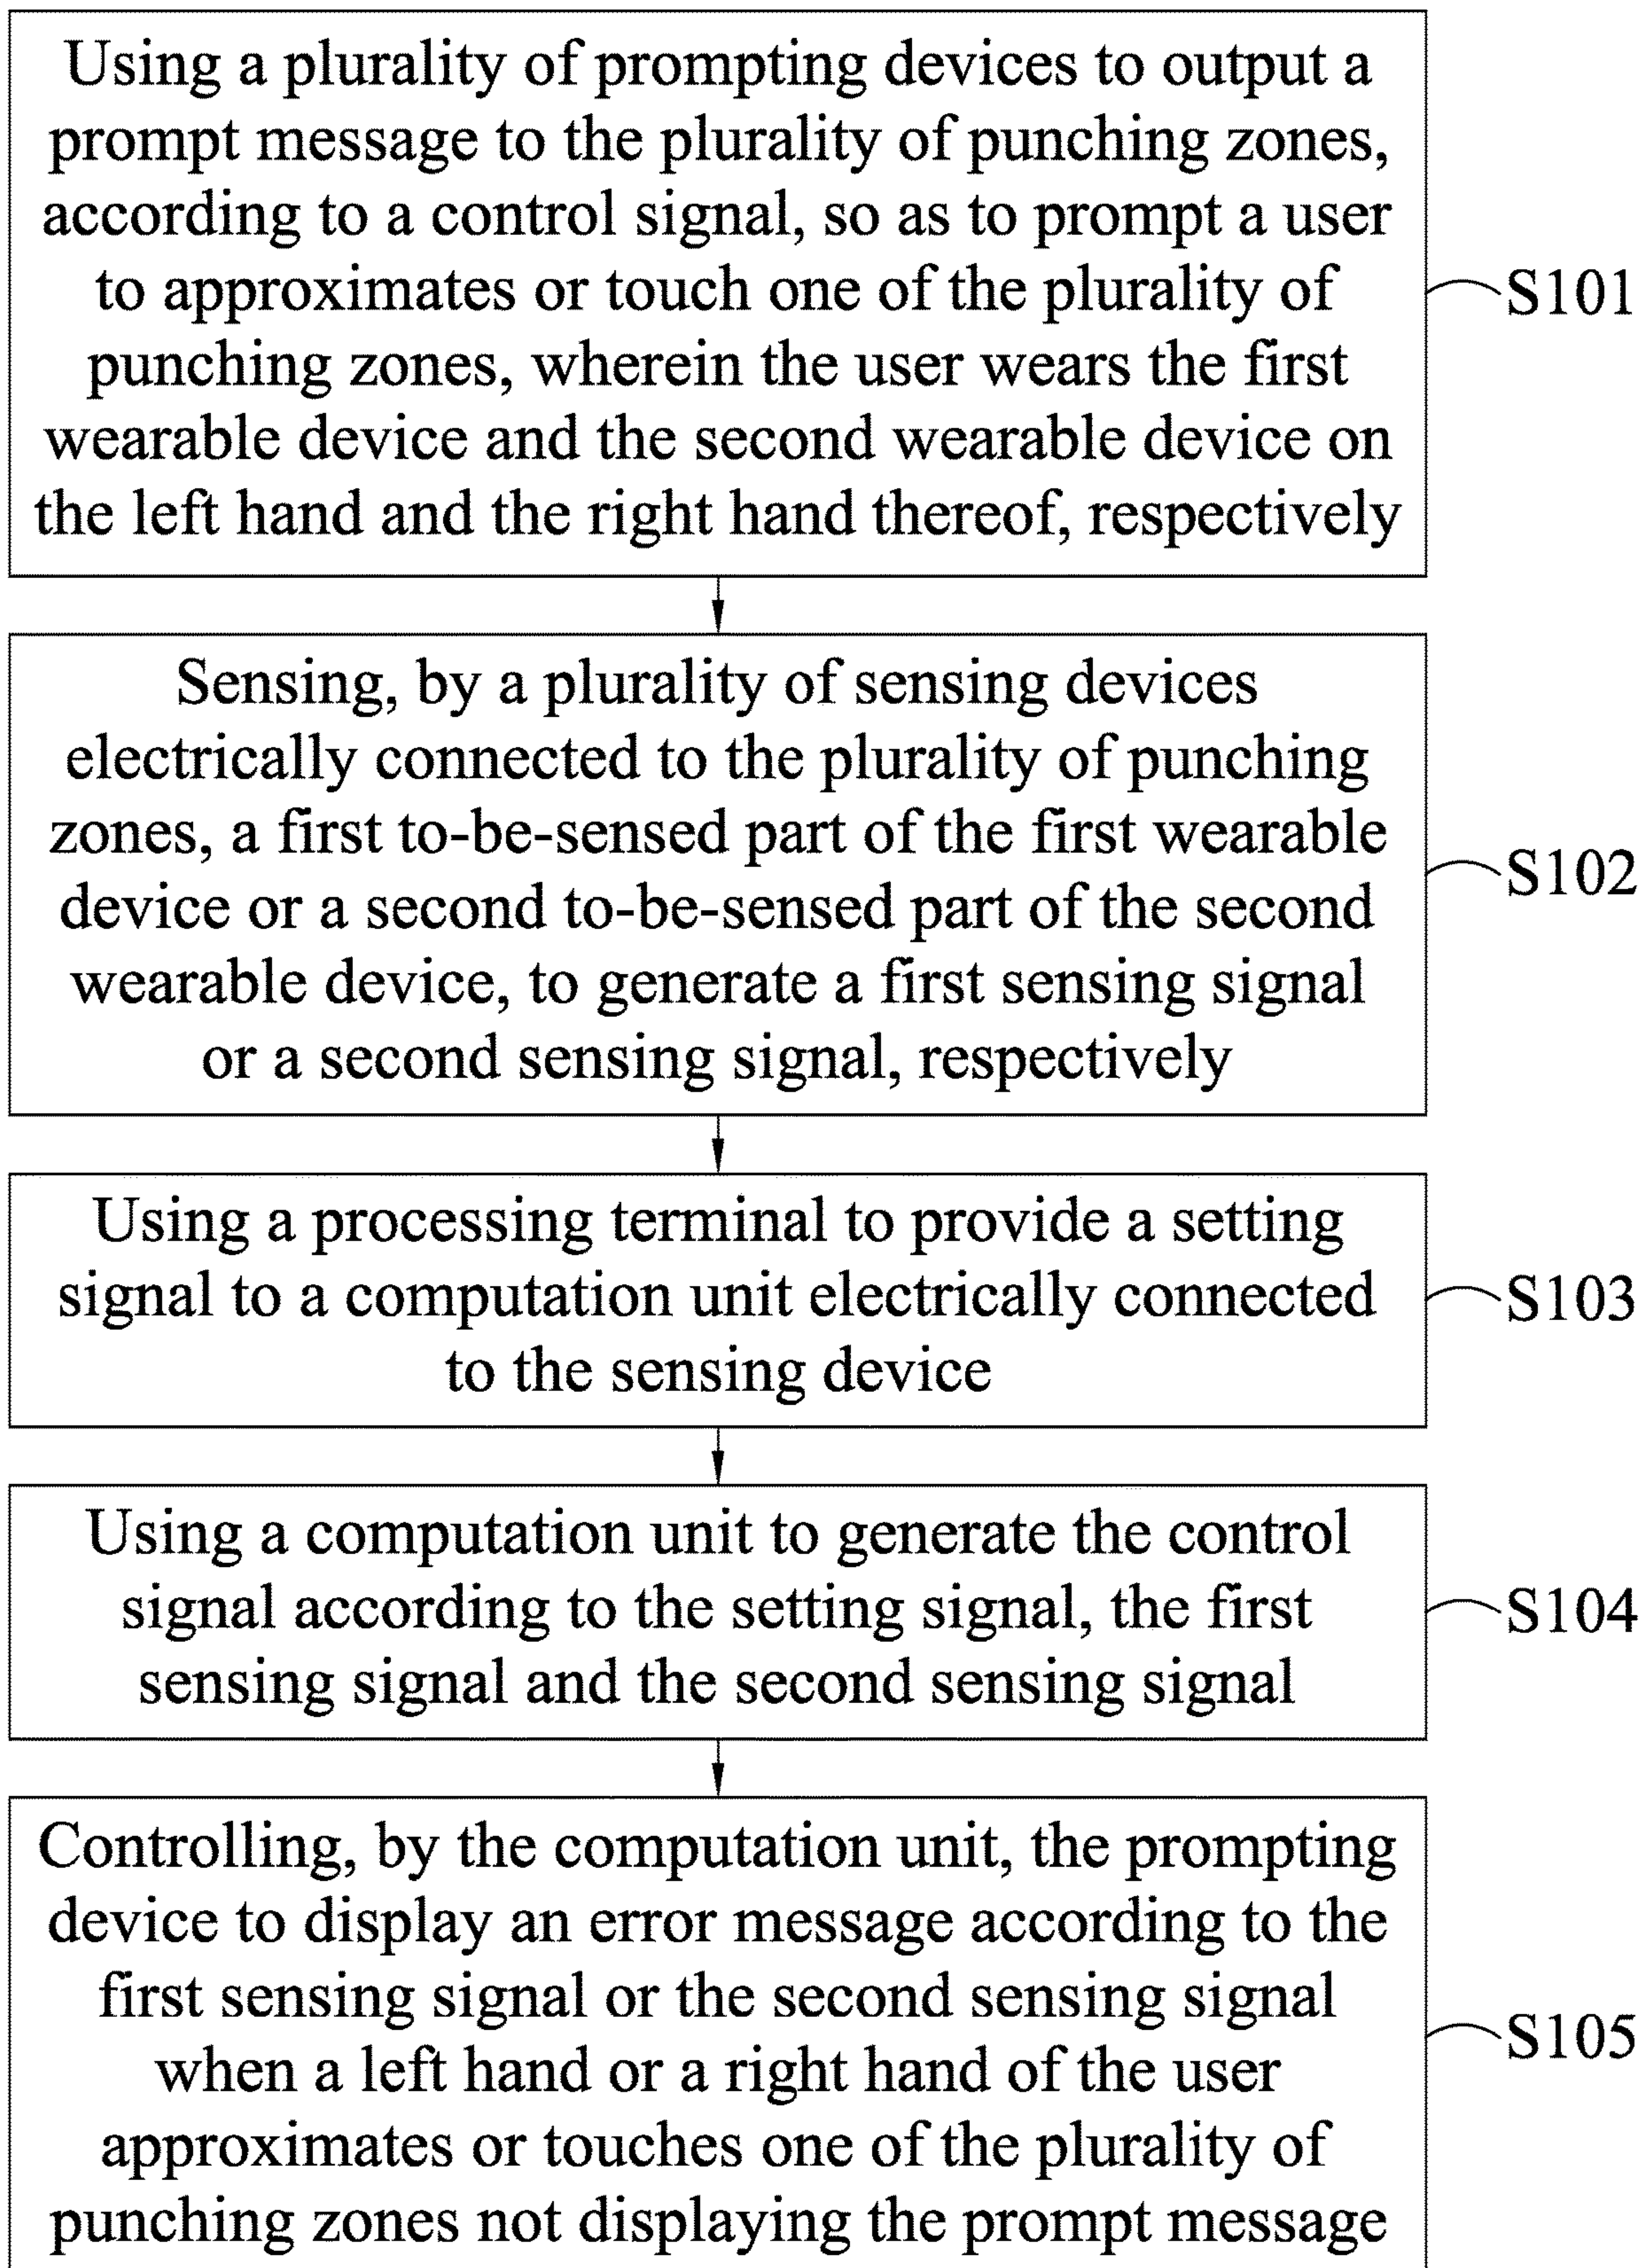 Using a plurality of prompting devices to output a
prompt message to the plurality of punching zones,
according to a control signal, so as to prompt a user
to approximates or touch one of the plurality of
punching zones, wherein the user wears the first
wearable device and the second wearable device on
the left hand and the right hand thereof, respectively
S101
Sensing, by a plurality of sensing devices
electrically connected to the plurality of punching
zones, a first to-be-sensed part of the first wearable
device or a second to-be-sensed part of the second
wearable device, to generate a first sensing signal
or a second sensing signal, respectively
S102
Using a processing terminal to provide a setting
signal to a computation unit electrically connected
to the sensing device
S103
Using a computation unit to generate the control
signal according to the setting signal, the first
sensing signal and the second sensing signal
S104
Controlling, by the computation unit, the prompting
device to display an error message according to the
first sensing signal or the second sensing signal
when a left hand or a right hand of the user
approximates or touches one of the plurality of
punching zones not displaying the prompt message
S105